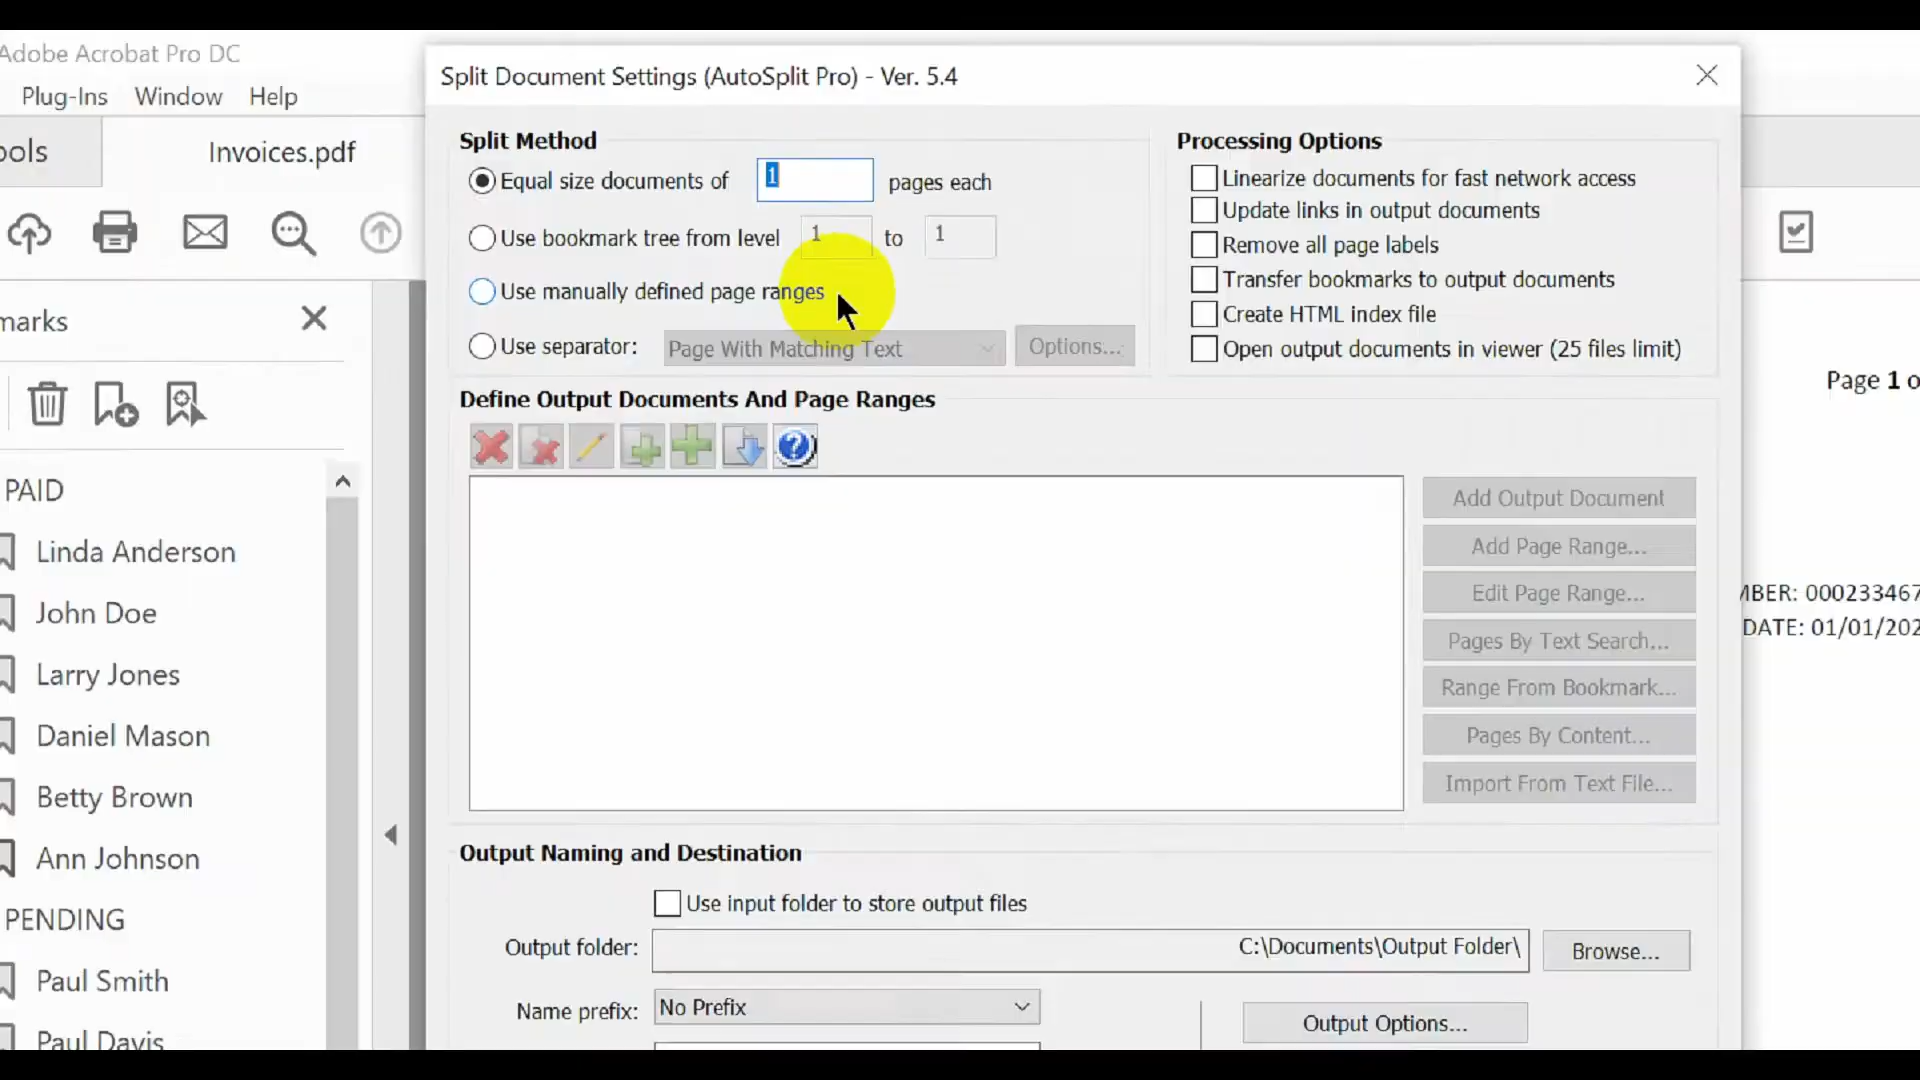 Adobe Acrobat Pro DC
Plug-Ins Window Help
ools
Invoices.pdf
marks
PAID
Linda Anderson
John Doe
Larry Jones
Daniel Mason
Betty Brown
Ann Johnson
PENDING
Paul Smith
Paul Davis
Split Document Settings (AutoSplit Pro) - Ver. 5.4
Split Method
Equal size documents of 1 pages each
Use bookmark tree from level 1 to 1
Use manually defined page ranges
Use separator: Page With Matching Text Options...
Processing Options
Linearize documents for fast network access
Update links in output documents
Remove all page labels
Transfer bookmarks to output documents
Create HTML index file
Open output documents in viewer (25 files limit)
Define Output Documents And Page Ranges
Add Output Document
Add Page Range...
Edit Page Range...
Pages By Text Search...
Range From Bookmark...
Pages By Content...
Import From Text File...
Output Naming and Destination
Use input folder to store output files
Output folder: C:\Documents\Output Folder\ Browse...
Name prefix: No Prefix
Output Options...
Page 1 o
MBER: 000233467
DATE: 01/01/202